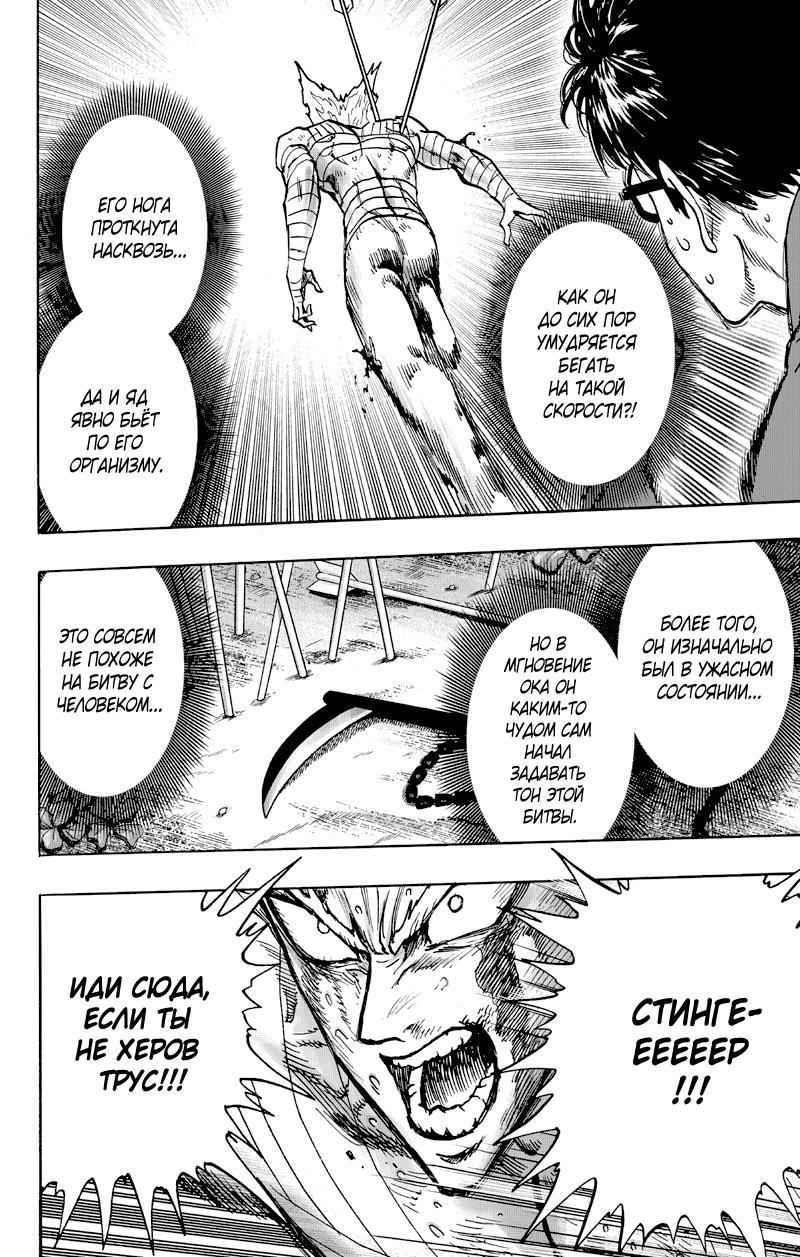 КАК ОН
ДО СИХ ПОР
УМУДРЯЕТСЯ
БЕГАТЬ
НА ТАКОЙ
СКОРОСТИ?!
ЕГО НОГА
ПРОТКНУТА
НАСКВОЗЬ...
ДА И ЯД
ЯВНО БЬЁТ
ПО ЕГО
ОРГАНИЗМУ.
БОЛЕЕ ТОГО,
ОН ИЗНАЧАЛЬНО
БЫЛ В УЖАСНОМ
СОСТОЯНИИ...
НО В
МГНОВЕНИЕ
ОКА ОН
КАКИМ-ТО
ЧУДОМ САМ
НАЧАЛ
ЗАДАВАТЬ
ТОН ЭТОЙ
БИТВЫ.
ЭТО СОВСЕМ
НЕ ПОХОЖЕ
НА БИТВУ С
ЧЕЛОВЕКОМ...
СТИНГЕ-
ЕЕЕЕЕР
!!!
ИДИ СЮДА,
ЕСЛИ ТЫ
НЕ ХЕРОВ
ТРУС!!!